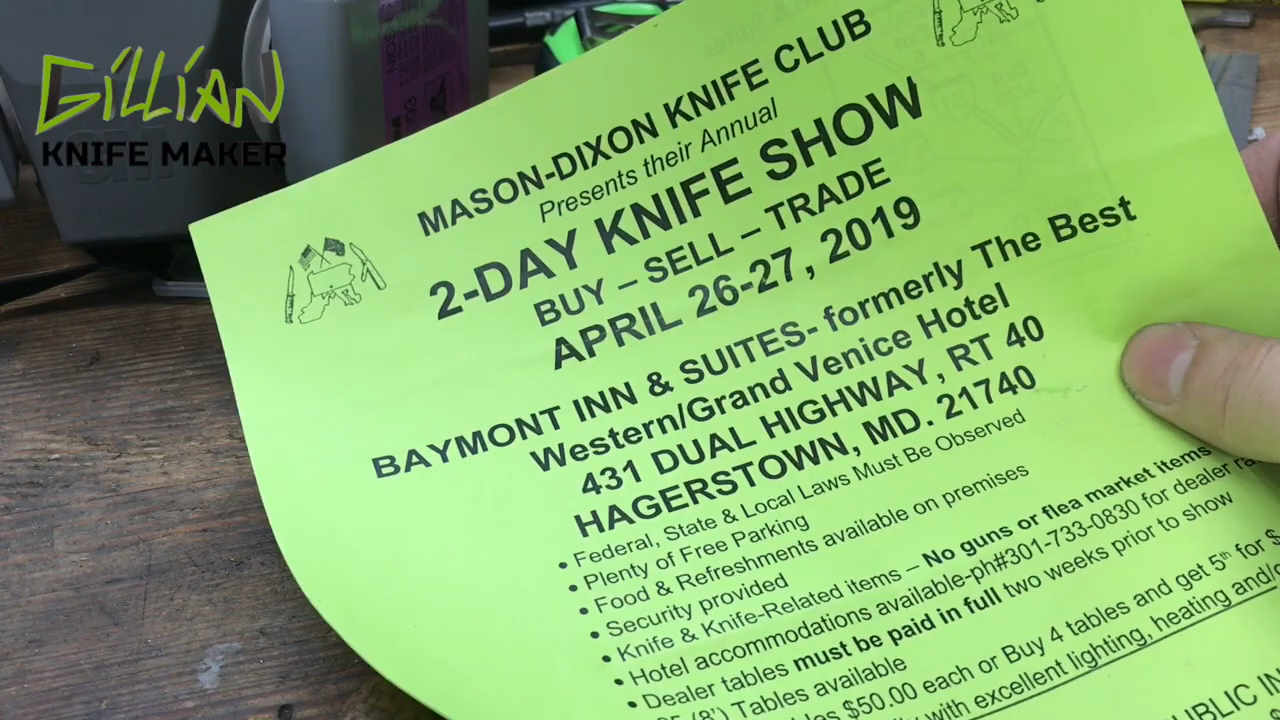 GiLLiAN
KNIFE MAKER
MASON-DIXON KNIFE CLUB
Presents their Annual
2-DAY KNIFE SHOW
BUY – SELL – TRADE
APRIL 26-27, 2019
BAYMONT INN & SUITES- formerly The Best
Western/Grand Venice Hotel
431 DUAL HIGHWAY, RT 40
HAGERSTOWN, MD. 21740
• Federal, State & Local Laws Must Be Observed
• Plenty of Free Parking
• Food & Refreshments available on premises
• Security provided
• Knife & Knife-Related items – No guns or flea market items
• Hotel accommodations available-ph#301-733-0830 for dealer
• Dealer tables must be paid in full two weeks prior to show
(8') Tables available
$50.00 each or Buy 4 tables and get 5th for $
with excellent lighting, heating